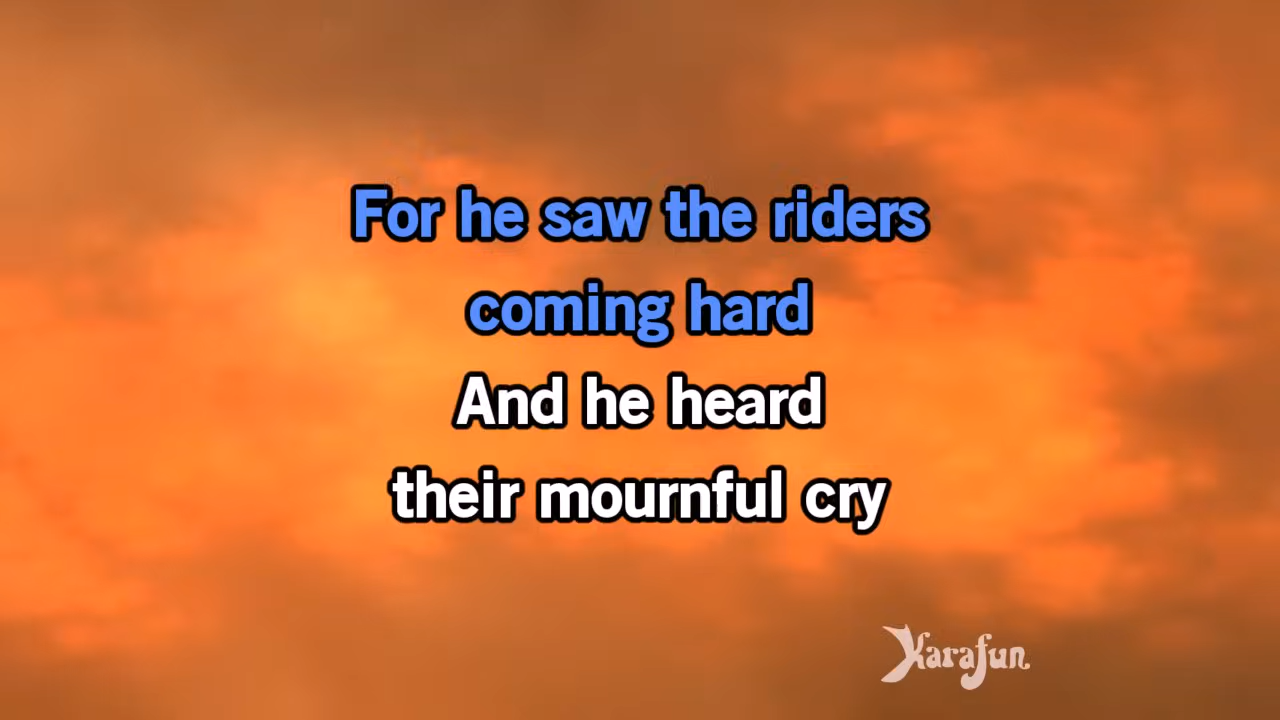 For he saw the riders
coming hard
And he heard
their mournful cry
Karafun